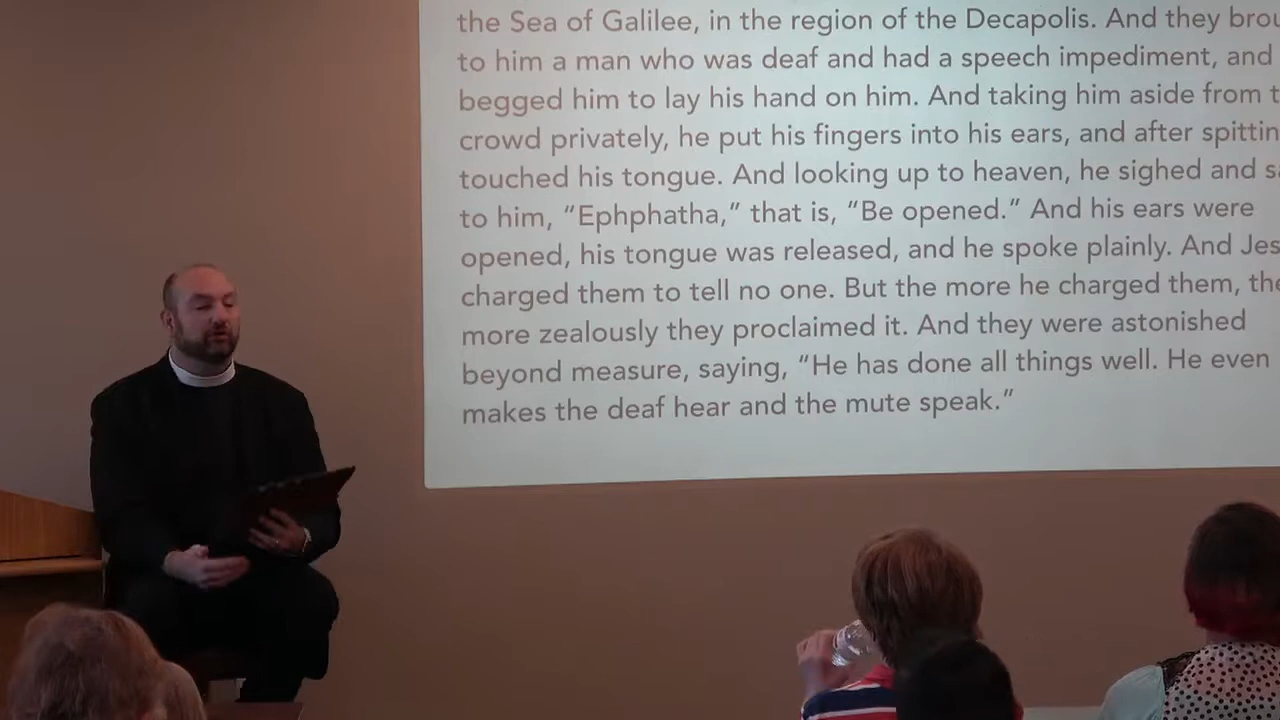 the Sea of Galilee, in the region of the Decapolis. And they
to him a man who was deaf and had a speech impediment, and
begged him to lay his hand on him. And taking him aside from
crowd privately, he put his fingers into his ears, and after
touched his tongue. And looking up to heaven, he sighed and
to him, “Ephphatha,” that is, “Be opened.” And his ears were
opened, his tongue was released, and he spoke plainly. And
charged them to tell no one. But the more he charged them,
more zealously they proclaimed it. And they were astonished
beyond measure, saying, “He has done all things well. He even
makes the deaf hear and the mute speak.”